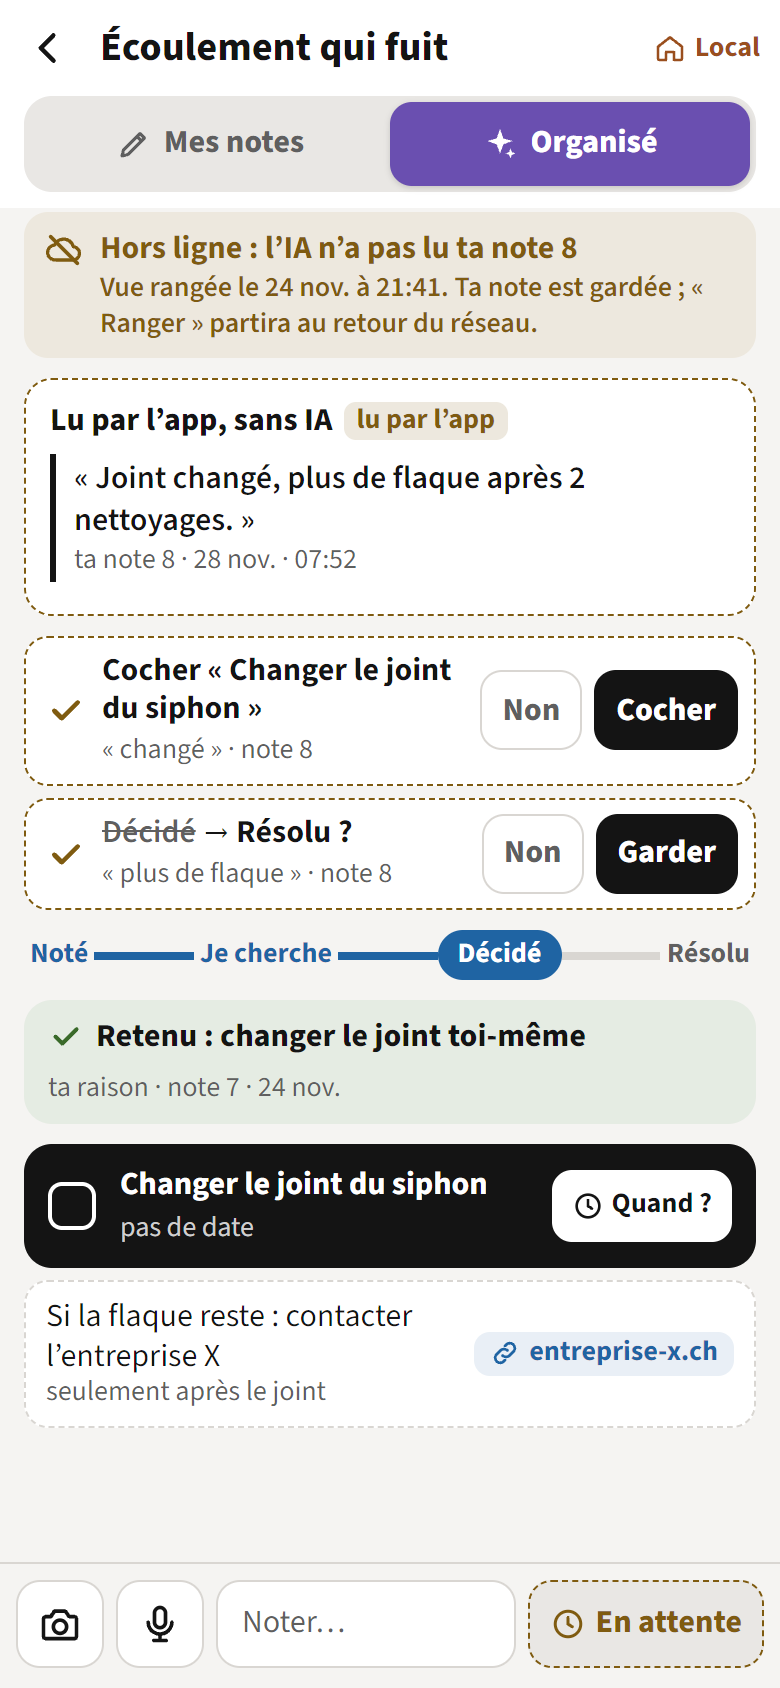 Écoulement qui fuit
Local
Mes notes
Organisé
Hors ligne : l’IA n’a pas lu ta note 8
Vue rangée le 24 nov. à 21:41. Ta note est gardée ; «
Ranger » partira au retour du réseau.
Lu par l’app, sans IA
lu par l’app
« Joint changé, plus de flaque après 2
nettoyages. »
ta note 8 · 28 nov. · 07:52
Cocher « Changer le joint
du siphon »
« changé » · note 8
Non
Cocher
Décidé → Résolu ?
« plus de flaque » · note 8
Non
Garder
Noté
Je cherche
Décidé
Résolu
Retenu : changer le joint toi-même
ta raison · note 7 · 24 nov.
Changer le joint du siphon
pas de date
Quand ?
Si la flaque reste : contacter
l’entreprise X
seulement après le joint
entreprise-x.ch
Noter…
En attente